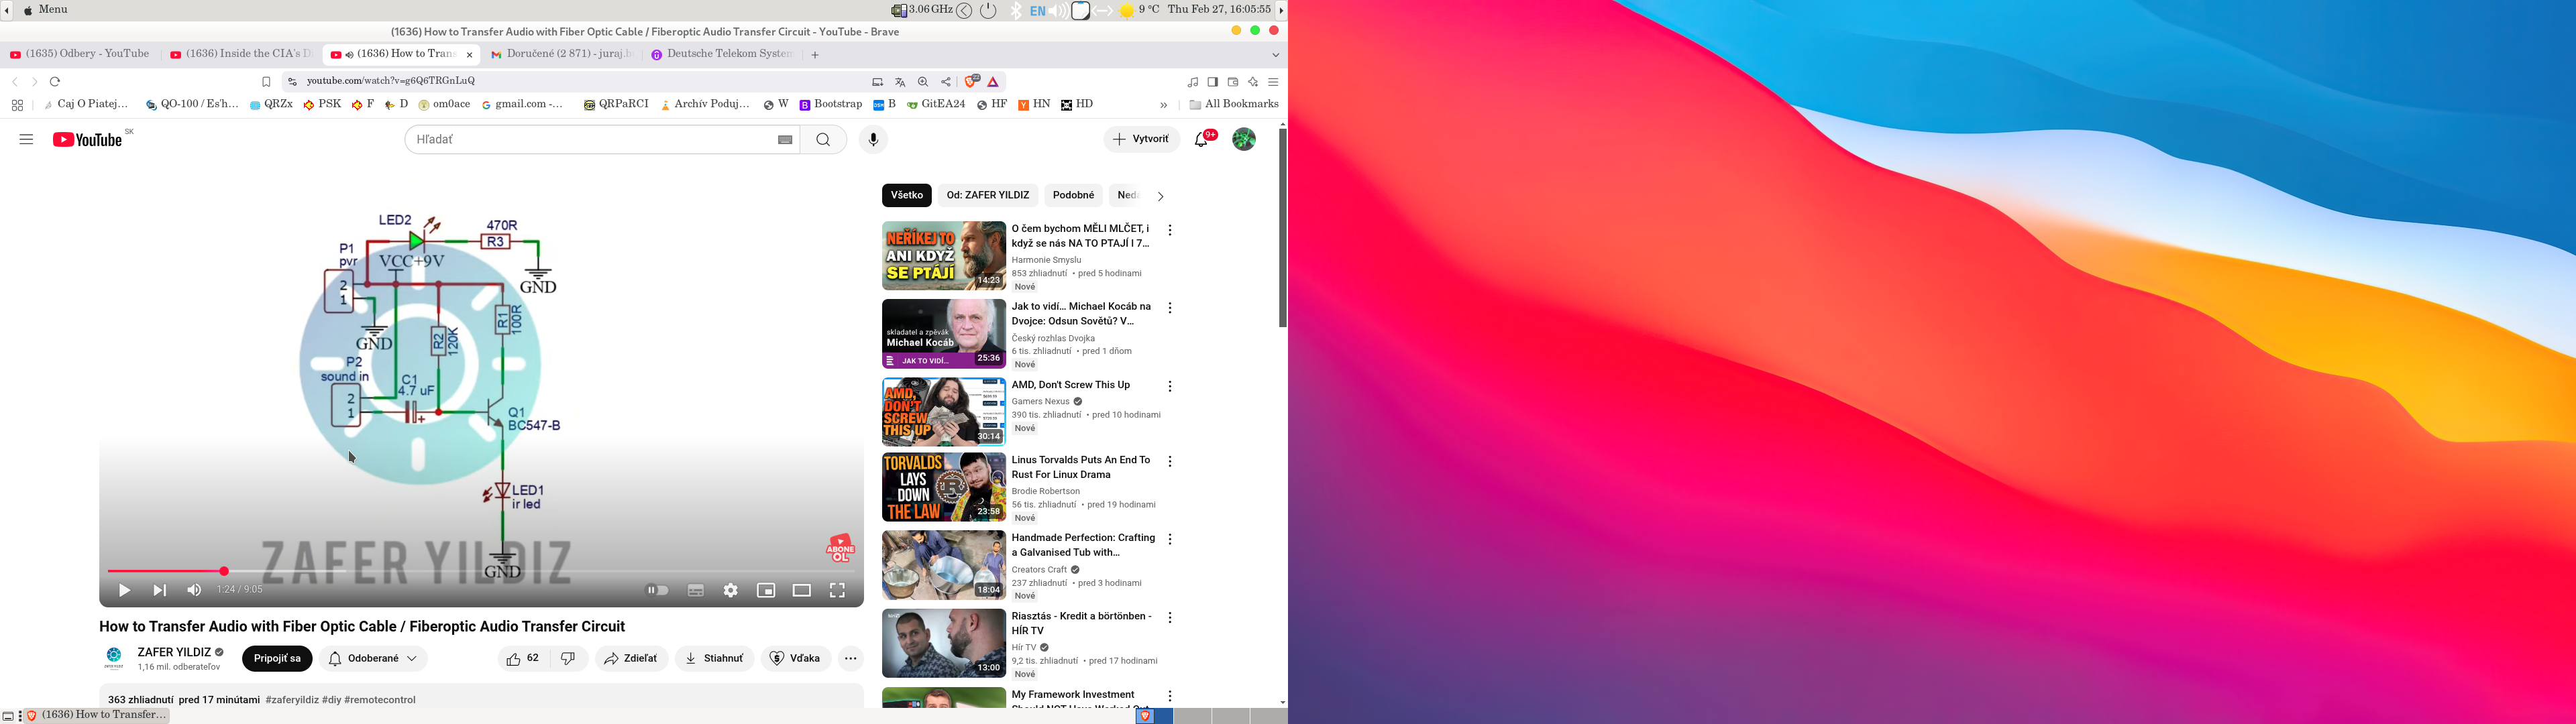 Menu
3.06 GHz
EN
9 °C
Thu Feb 27, 16:05:55
(1636) How to Transfer Audio with Fiber Optic Cable / Fiberoptic Audio Transfer Circuit - YouTube - Brave
(1635) Odbery - YouTube
(1636) Inside the CIA's D
(1636) How to Trans
Doručené (2 871) - juraj.b
Deutsche Telekom System
youtube.com/watch?v=g6Q6TRGnLuQ
Caj O Piatej…
QO-100 / Es'h…
QRZx
PSK
F
D
om0ace
gmail.com -…
QRPaRCI
Archív Poduj…
W
Bootstrap
B
GitEA24
HF
HN
HD
All Bookmarks
YouTube SK
Hľadať
Vytvoriť
9+
LED2
470R
R3
P1
pvr
VCC+9V
2
1
GND
GND
R1
100R
R2
120K
P2
sound in
C1
4.7 uF
2
1
Q1
BC547-B
LED1
ir led
GND
ZAFER YILDIZ
ABONE
OL
1:24 / 9:05
How to Transfer Audio with Fiber Optic Cable / Fiberoptic Audio Transfer Circuit
ZAFER YILDIZ
1,16 mil. odberateľov
Pripojiť sa
Odoberané
62
Zdieľať
Stiahnuť
Vďaka
363 zhliadnutí pred 17 minútami #zaferyildiz #diy #remotecontrol
Všetko
Od: ZAFER YILDIZ
Podobné
Ned
NEŘÍKEJ TO
ANI KDYŽ
SE PTÁJÍ
14:23
O čem bychom MĚLI MLČET, i
když se nás NA TO PTAJÍ I 7…
Harmonie Smyslu
853 zhliadnutí • pred 5 hodinami
Nové
skladatel a zpěvák
Michael Kocáb
JAK TO VIDÍ…
25:36
Jak to vidí… Michael Kocáb na
Dvojce: Odsun Sovětů? V…
Český rozhlas Dvojka
6 tis. zhliadnutí • pred 1 dňom
Nové
AMD,
DON'T
SCREW
THIS UP
30:14
AMD, Don't Screw This Up
Gamers Nexus
390 tis. zhliadnutí • pred 10 hodinami
Nové
TORVALDS
LAYS
DOWN
THE LAW
23:58
Linus Torvalds Puts An End To
Rust For Linux Drama
Brodie Robertson
56 tis. zhliadnutí • pred 19 hodinami
Nové
18:04
Handmade Perfection: Crafting
a Galvanised Tub with…
Creators Craft
237 zhliadnutí • pred 3 hodinami
Nové
13:00
Riasztás - Kredit a börtönben -
HÍR TV
Hír TV
9,2 tis. zhliadnutí • pred 17 hodinami
Nové
My Framework Investment
(1636) How to Transfer…